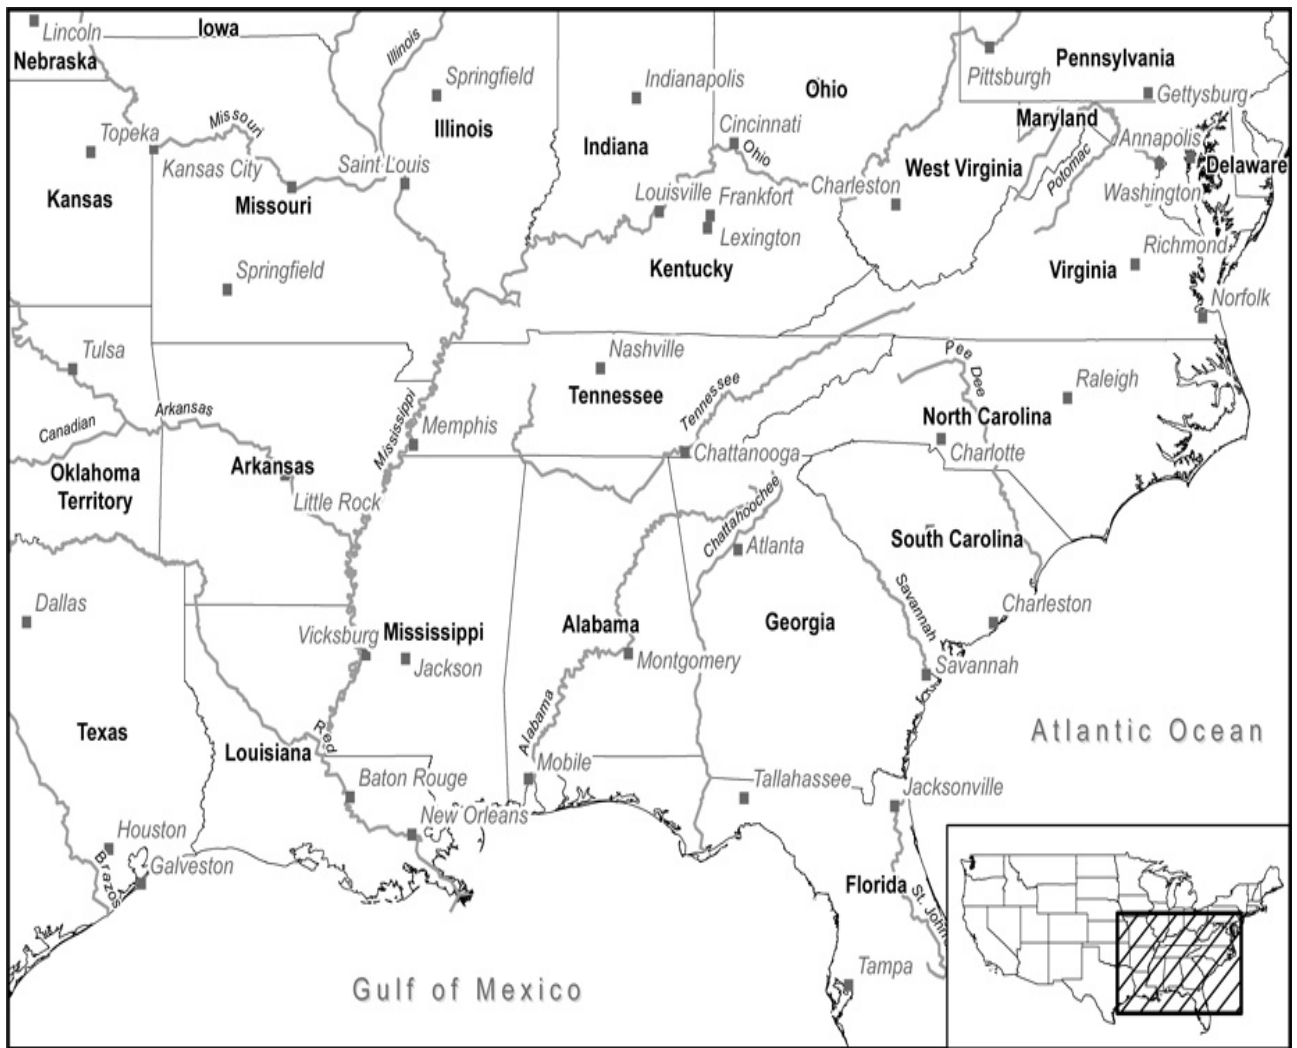 Lincoln
Iowa
Illinois
Nebraska
Springfield
Indianapolis
Ohio
Pittsburgh
Pennsylvania
Gettysburg
Topeka
Missouri
Illinois
Indiana
Cincinnati
Ohio
Maryland
Annapolis
Kansas City
Saint Louis
Louisville
Frankfort
Charleston
West Virginia
Potomac
Washington
Delaware
Kansas
Missouri
Lexington
Kentucky
Richmond
Virginia
Springfield
Norfolk
Tulsa
Nashville
Tennessee
Tennessee
Pee
Dee
Raleigh
Canadian
Arkansas
Mississippi
Memphis
North Carolina
Charlotte
Oklahoma
Territory
Arkansas
Little Rock
Chattanooga
Chattahoochee
Atlanta
South Carolina
Dallas
Savannah
Charleston
Vicksburg
Mississippi
Jackson
Alabama
Montgomery
Georgia
Savannah
Texas
Louisiana
Red
Alabama
Atlantic Ocean
Baton Rouge
Mobile
Tallahassee
Jacksonville
New Orleans
Houston
Brazos
Galveston
Florida
St. John
Tampa
Gulf of Mexico